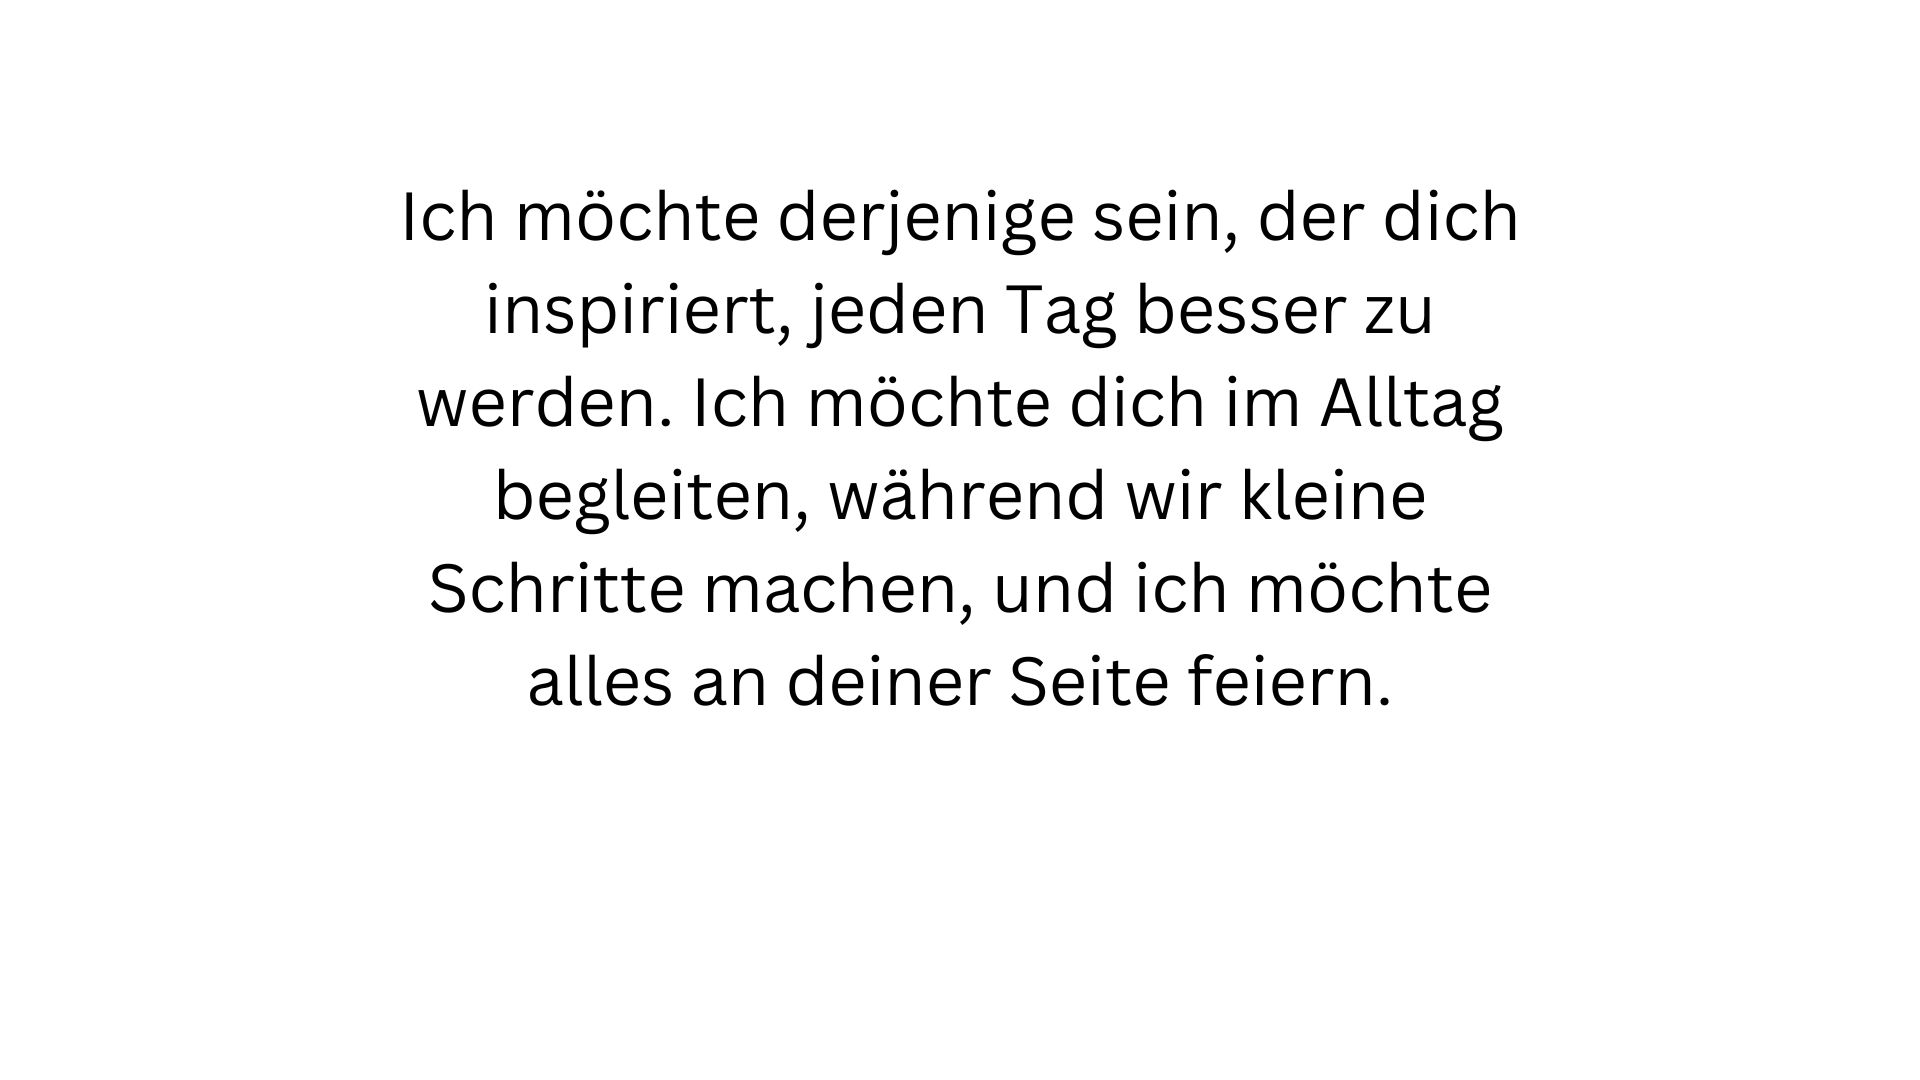 Ich möchte derjenige sein, der dich
inspiriert, jeden Tag besser zu
werden. Ich möchte dich im Alltag
begleiten, während wir kleine
Schritte machen, und ich möchte
alles an deiner Seite feiern.